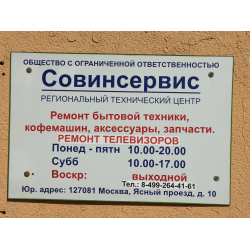 ОБЩЕСТВО С ОГРАНИЧЕННОЙ ОТВЕТСТВЕННОСТЬЮ
Совинсервис
РЕГИОНАЛЬНЫЙ ТЕХНИЧЕСКИЙ ЦЕНТР
Ремонт бытовой техники,
кофемашин, аксессуары, запчасти.
РЕМОНТ ТЕЛЕВИЗОРОВ
Понед - пятн 10.00-20.00
Субб 10.00-17.00
Воскр: выходной
Тел.: 8-499-264-41-61
Юр. адрес: 127081 Москва, Ясный проезд, д. 10